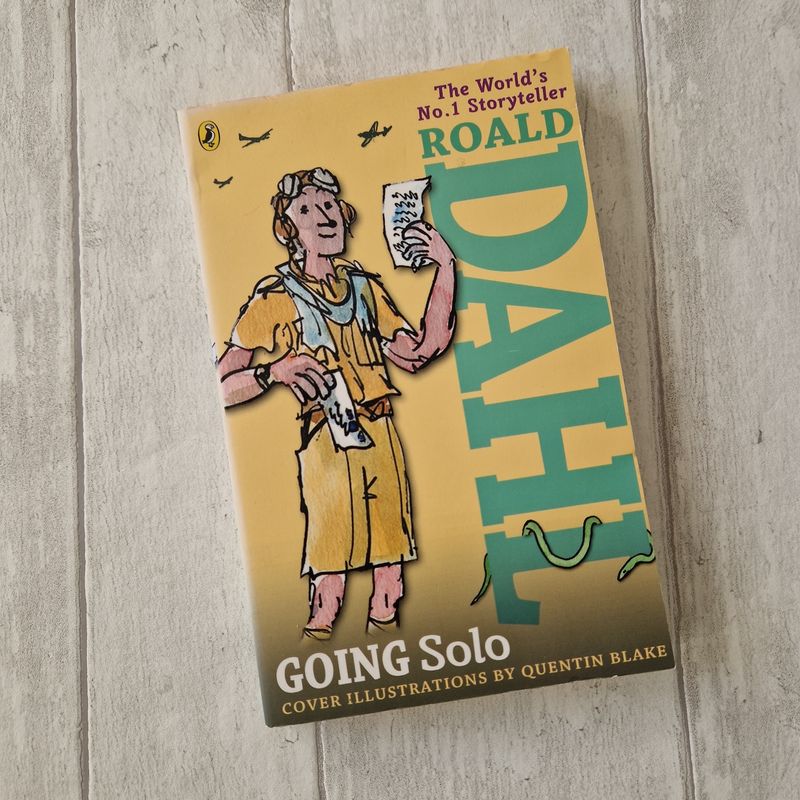 The World's
No.1 Storyteller
ROALD
DAHL
GOING Solo
COVER ILLUSTRATIONS BY QUENTIN BLAKE